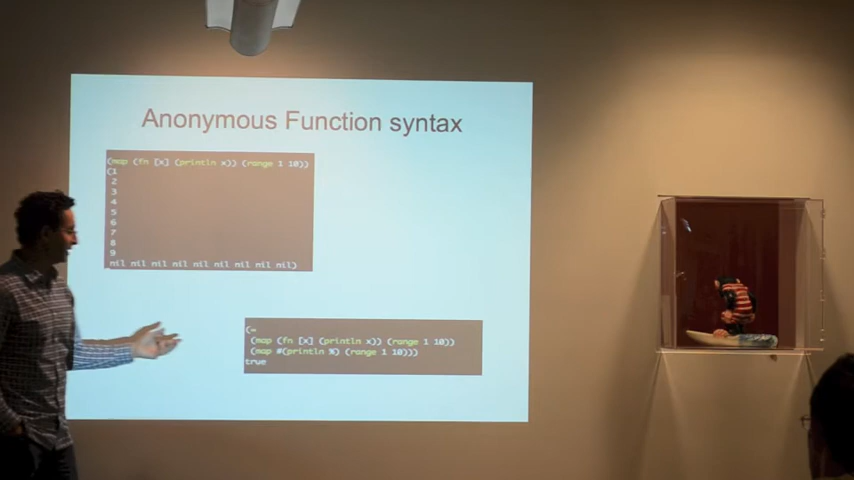 Anonymous Function syntax
(map (fn [x] (println x)) (range 1 10))
(1
2
3
4
5
6
7
8
9
nil nil nil nil nil nil nil nil nil)
(=
(map (fn [x] (println x)) (range 1 10))
(map #(println %) (range 1 10)))
true